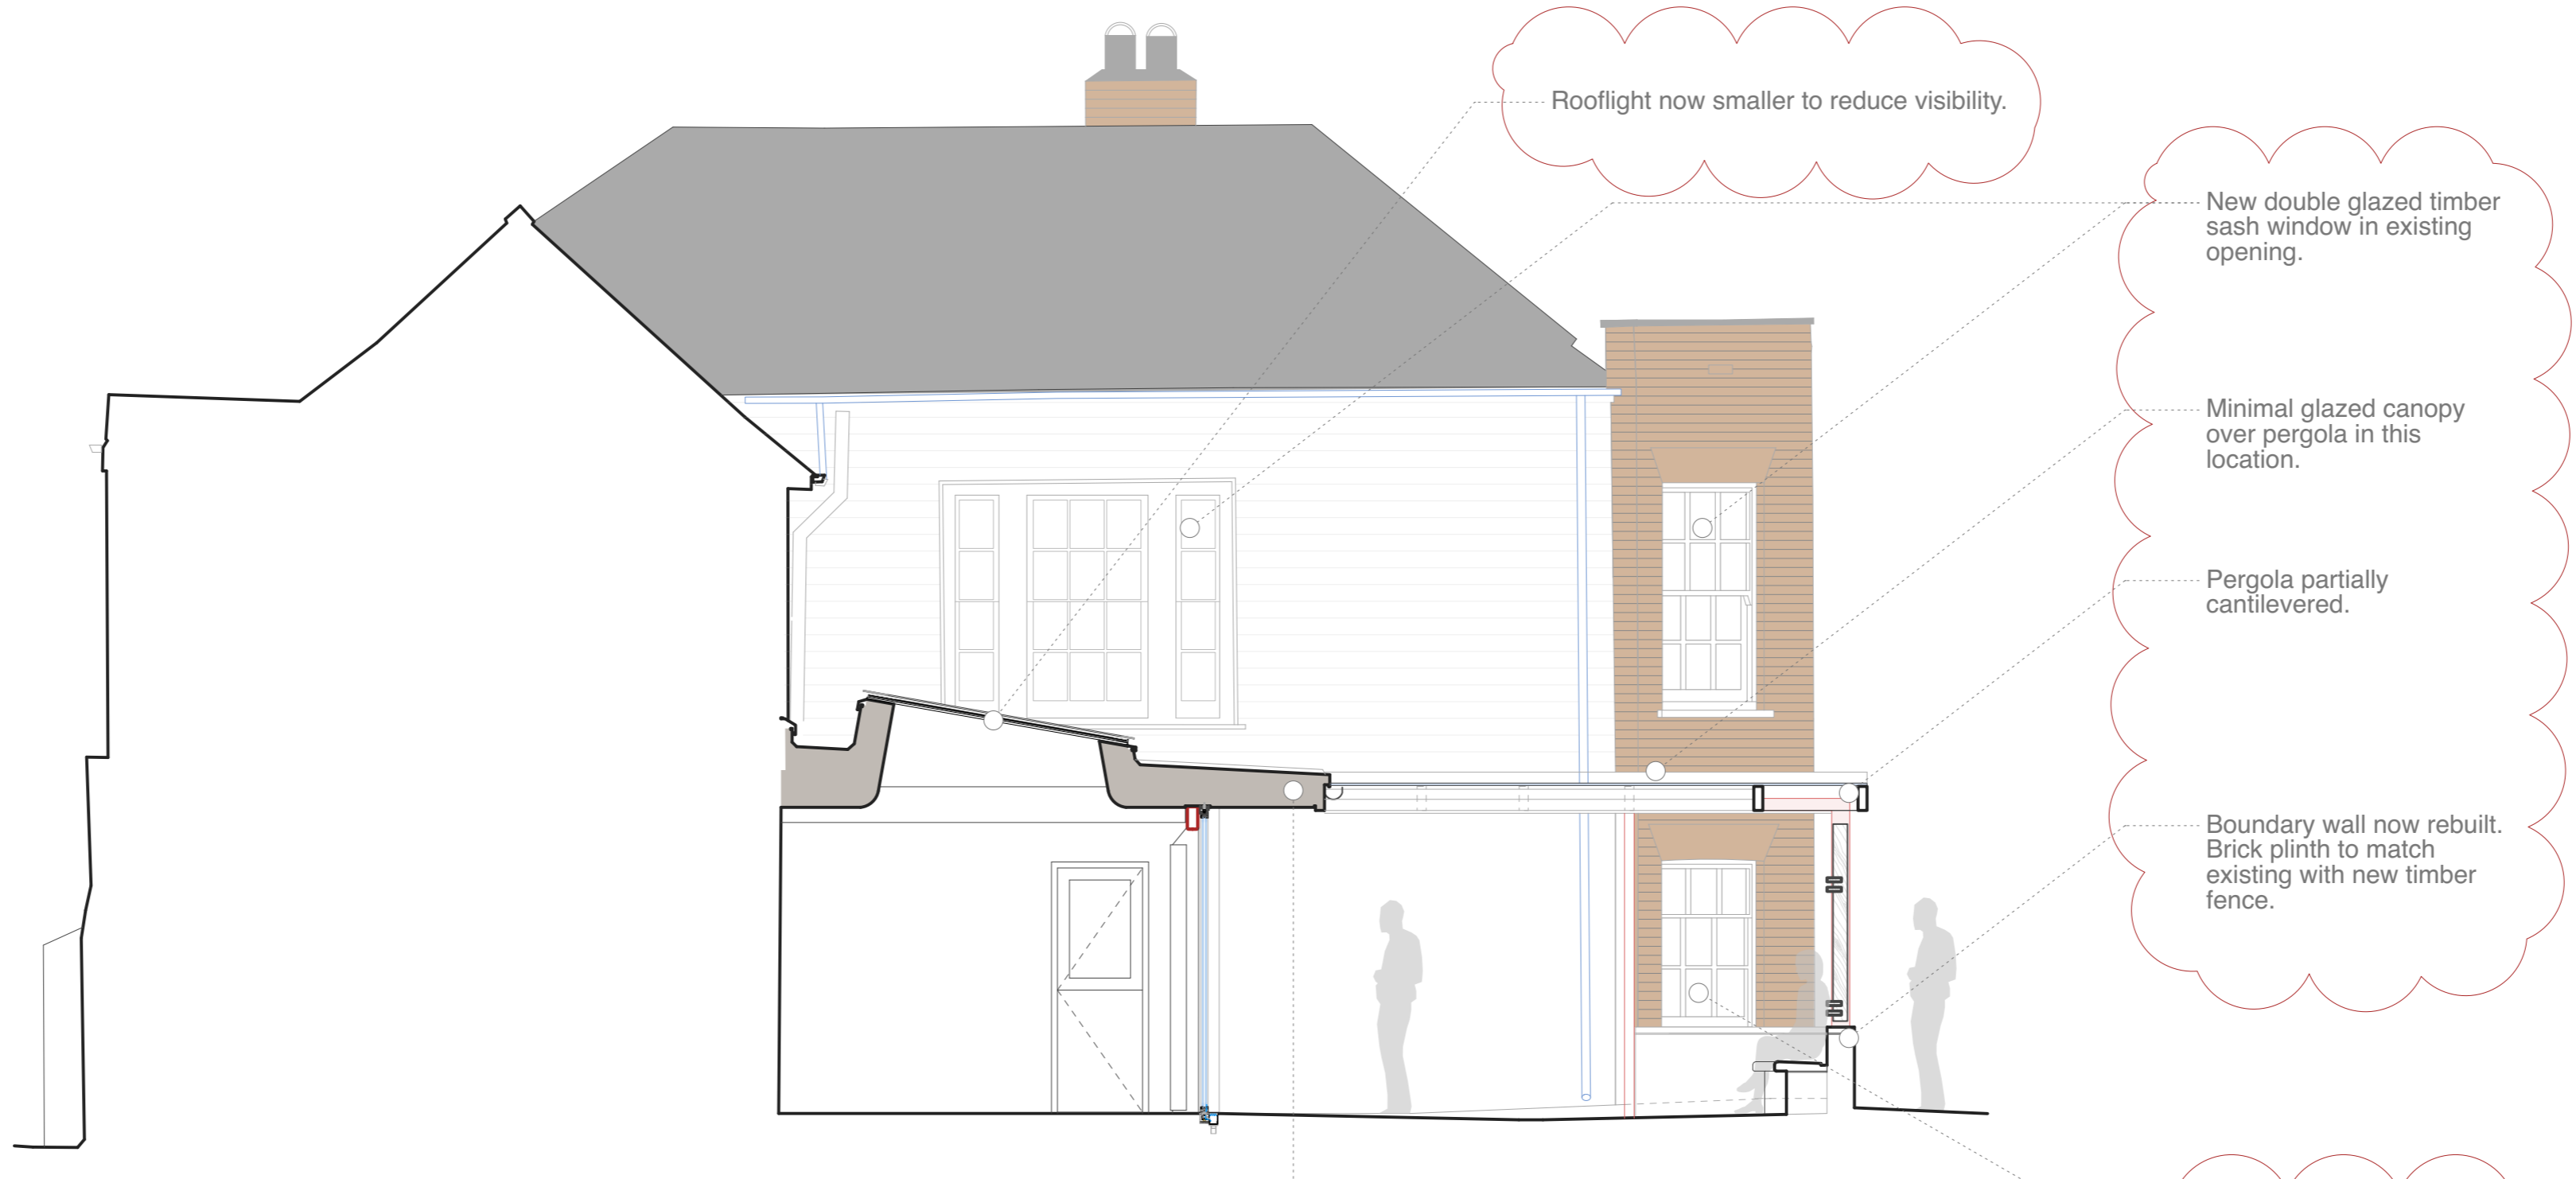 Rooflight now smaller to reduce visibility.
New double glazed timber
sash window in existing
opening.
Minimal glazed canopy
over pergola in this
location.
Pergola partially
cantilevered.
Boundary wall now rebuilt.
Brick plinth to match
existing with new timber
fence.